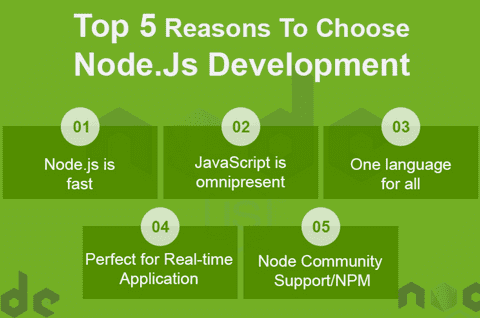 Top 5 Reasons To Choose
Node.Js Development
01
Node.js is
fast
02
JavaScript is
omnipresent
03
One language
for all
04
Perfect for Real-time
Application
05
Node Community
Support/NPM